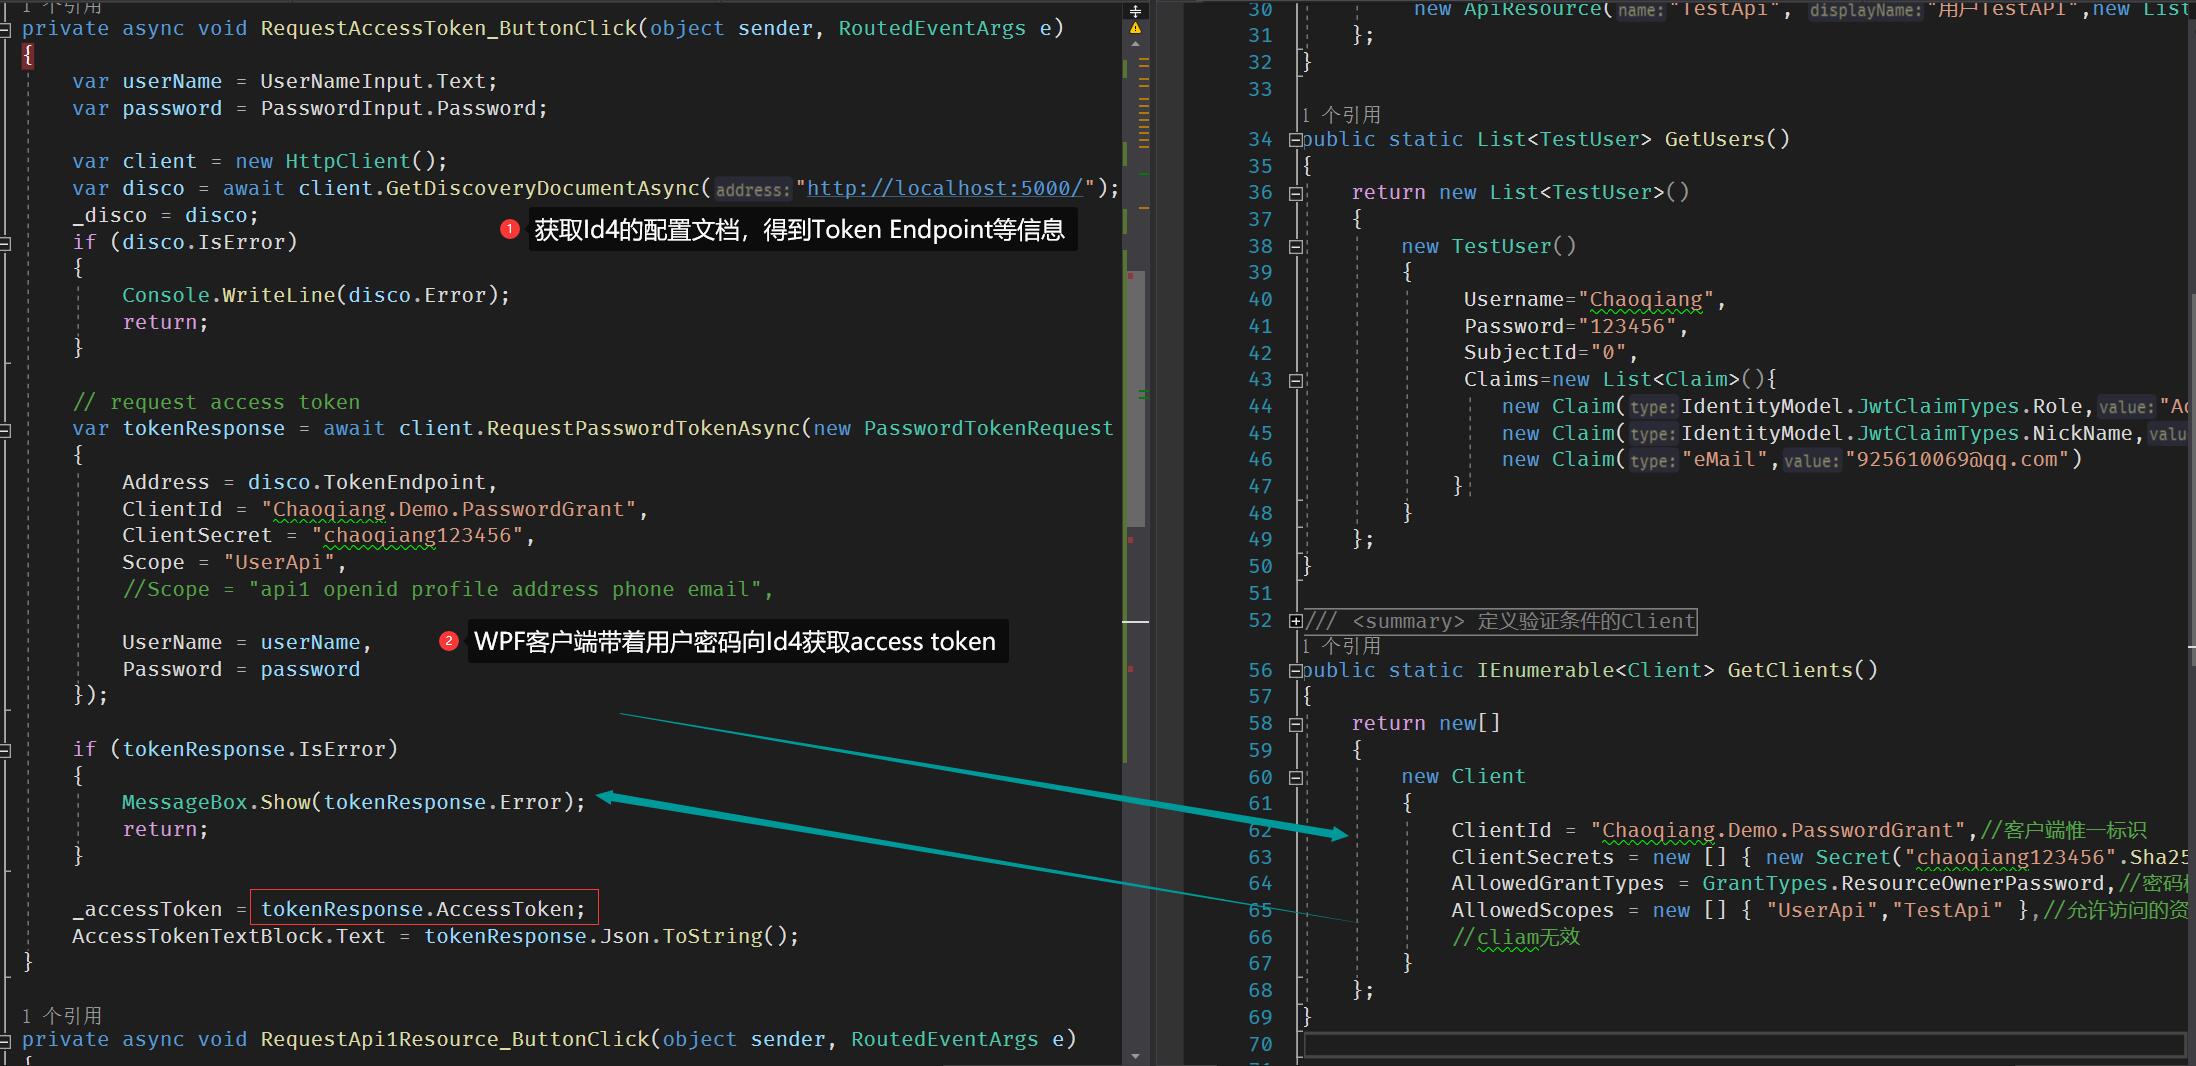 1 个引用
private async void RequestAccessToken_ButtonClick(object sender, RoutedEventArgs e)
{
var userName = UserNameInput.Text;
var password = PasswordInput.Password;
var client = new HttpClient();
var disco = await client.GetDiscoveryDocumentAsync(address:"http://localhost:5000/");
_disco = disco;
1 获取Id4的配置文档，得到Token Endpoint等信息
if (disco.IsError)
{
Console.WriteLine(disco.Error);
return;
}
// request access token
var tokenResponse = await client.RequestPasswordTokenAsync(new PasswordTokenRequest
{
Address = disco.TokenEndpoint,
ClientId = "Chaoqiang.Demo.PasswordGrant",
ClientSecret = "chaoqiang123456",
Scope = "UserApi",
//Scope = "api1 openid profile address phone email",
UserName = userName,
2 WPF客户端带着用户密码向Id4获取access token
Password = password
});
if (tokenResponse.IsError)
{
MessageBox.Show(tokenResponse.Error);
return;
}
_accessToken = tokenResponse.AccessToken;
AccessTokenTextBlock.Text = tokenResponse.Json.ToString();
}
1 个引用
private async void RequestApi1Resource_ButtonClick(object sender, RoutedEventArgs e)
{
30 new ApiResource(name:"TestApi", displayName:"用户TestAPI",new List
31 };
32 }
33
1 个引用
34 public static List<TestUser> GetUsers()
35 {
36 return new List<TestUser>()
37 {
38 new TestUser()
39 {
40 Username="Chaoqiang",
41 Password="123456",
42 SubjectId="0",
43 Claims=new List<Claim>(){
44 new Claim(type:IdentityModel.JwtClaimTypes.Role,value:"Ad
45 new Claim(type:IdentityModel.JwtClaimTypes.NickName,valu
46 new Claim(type:"eMail",value:"925610069@qq.com")
47 }
48 }
49 };
50 }
51
52 /// <summary> 定义验证条件的Client
1 个引用
56 public static IEnumerable<Client> GetClients()
57 {
58 return new[]
59 {
60 new Client
61 {
62 ClientId = "Chaoqiang.Demo.PasswordGrant",//客户端惟一标识
63 ClientSecrets = new [] { new Secret("chaoqiang123456".Sha25
64 AllowedGrantTypes = GrantTypes.ResourceOwnerPassword,//密码
65 AllowedScopes = new [] { "UserApi","TestApi" },//允许访问的资
66 //cliam无效
67 }
68 };
69 }
70